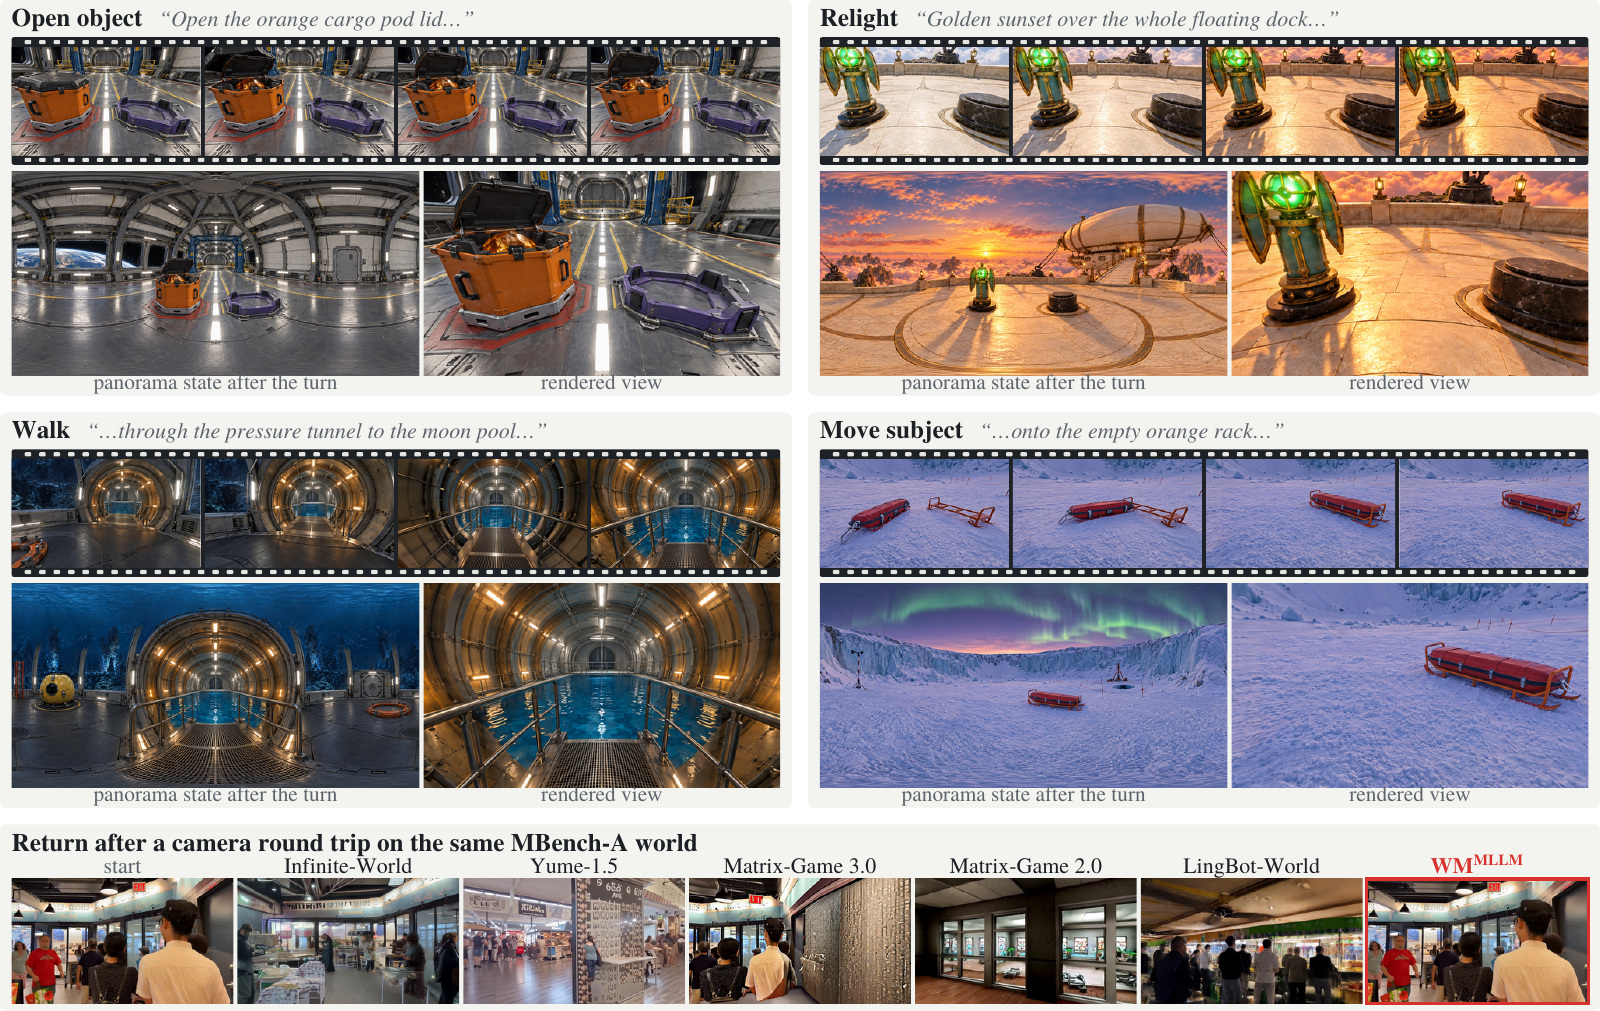 Open object “Open the orange cargo pod lid…”
panorama state after the turn
rendered view
Relight “Golden sunset over the whole floating dock…”
panorama state after the turn
rendered view
Walk “…through the pressure tunnel to the moon pool…”
panorama state after the turn
rendered view
Move subject “…onto the empty orange rack…”
panorama state after the turn
rendered view
Return after a camera round trip on the same MBench-A world
start
Infinite-World
Yume-1.5
Matrix-Game 3.0
Matrix-Game 2.0
LingBot-World
WM^MLLM
EXIT
EXIT